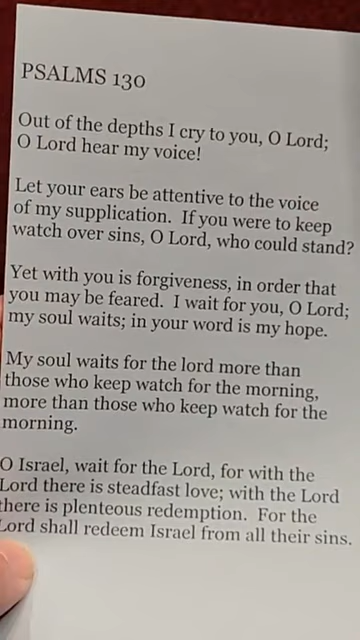 PSALMS 130
Out of the depths I cry to you, O Lord;
O Lord hear my voice!
Let your ears be attentive to the voice
of my supplication. If you were to keep
watch over sins, O Lord, who could stand?
Yet with you is forgiveness, in order that
you may be feared. I wait for you, O Lord;
my soul waits; in your word is my hope.
My soul waits for the lord more than
those who keep watch for the morning,
more than those who keep watch for the
morning.
O Israel, wait for the Lord, for with the
Lord there is steadfast love; with the Lord
there is plenteous redemption. For the
Lord shall redeem Israel from all their sins.